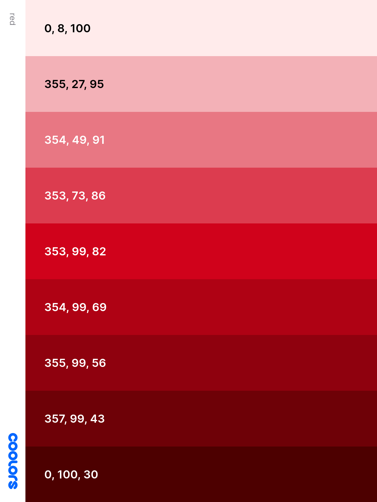 red
0, 8, 100
355, 27, 95
354, 49, 91
353, 73, 86
353, 99, 82
354, 99, 69
355, 99, 56
357, 99, 43
0, 100, 30
coolors